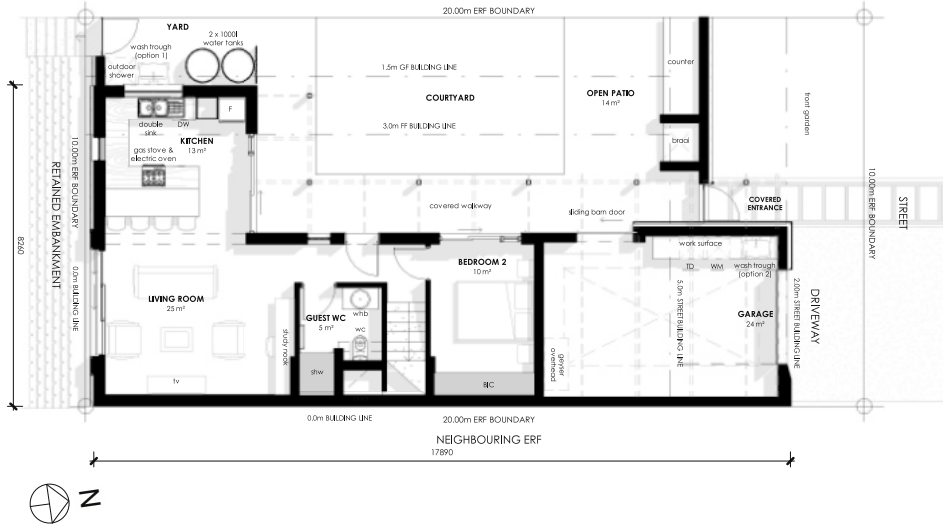 20.00m ERF BOUNDARY
YARD
wash trough
(option 1)
2 x 1000l
water tanks
outdoor
shower
1.5m GF BUILDING LINE
COURTYARD
OPEN PATIO
14 m²
counter
front garden
3.0m FF BUILDING LINE
double
sink
DW
F
KITCHEN
13 m²
gas stove &
electric oven
braai
10.00m ERF BOUNDARY
RETAINED EMBANKMENT
8260
0.0m BUILDING LINE
covered walkway
sliding barn door
COVERED
ENTRANCE
10.00m ERF BOUNDARY
STREET
work surface
TD
WM
wash trough
(option 2)
BEDROOM 2
10 m²
LIVING ROOM
25 m²
GUEST WC
5 m²
whb
wc
study nook
shw
tv
BIC
geyser
overhead
5.0m STREET BUILDING LINE
GARAGE
24 m²
2.00m STREET BUILDING LINE
DRIVEWAY
0.0m BUILDING LINE
20.00m ERF BOUNDARY
NEIGHBOURING ERF
17890
N